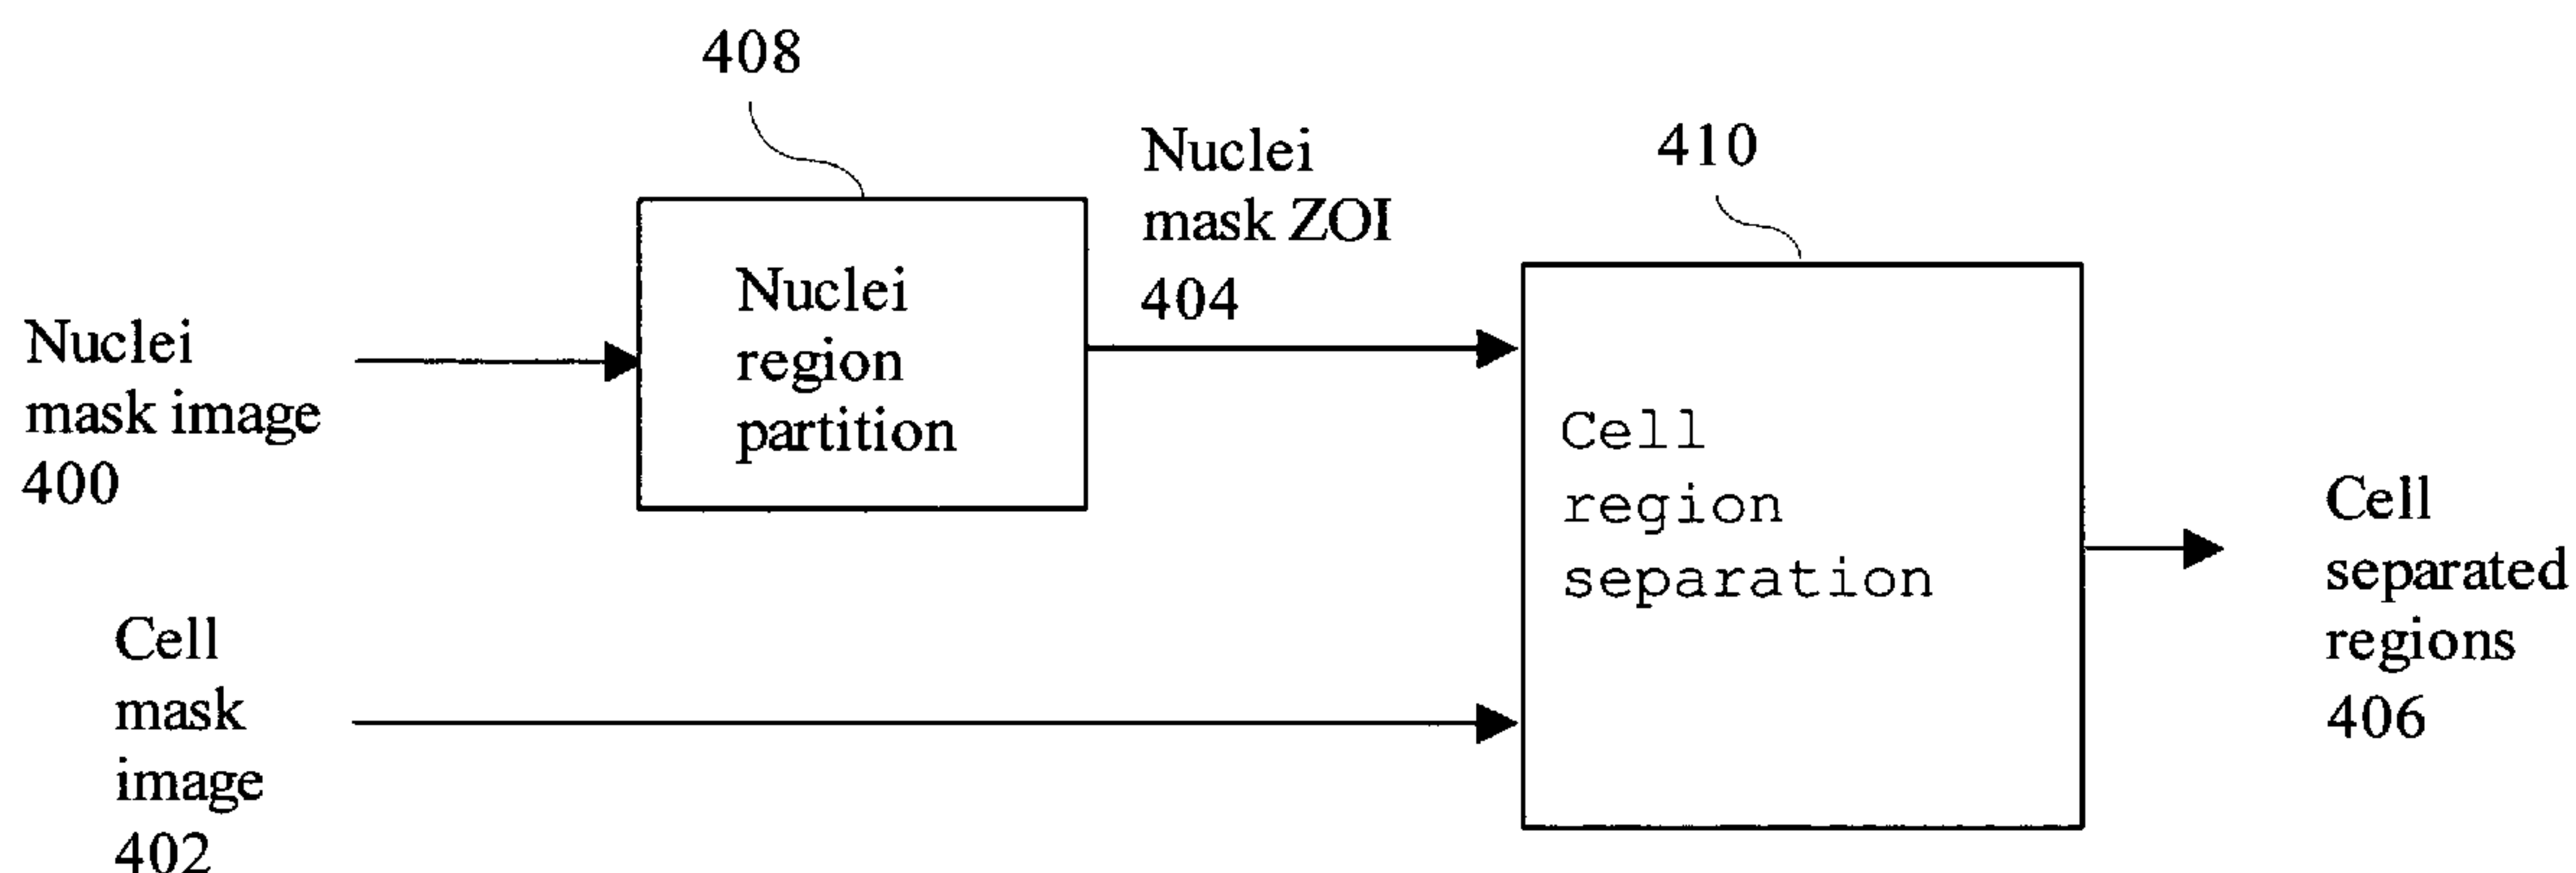 408
Nuclei
mask ZOI
404
410
Nuclei
region
partition
Nuclei
mask image
400
Cell
region
separation
Cell
separated
regions
406
Cell
mask
image
402